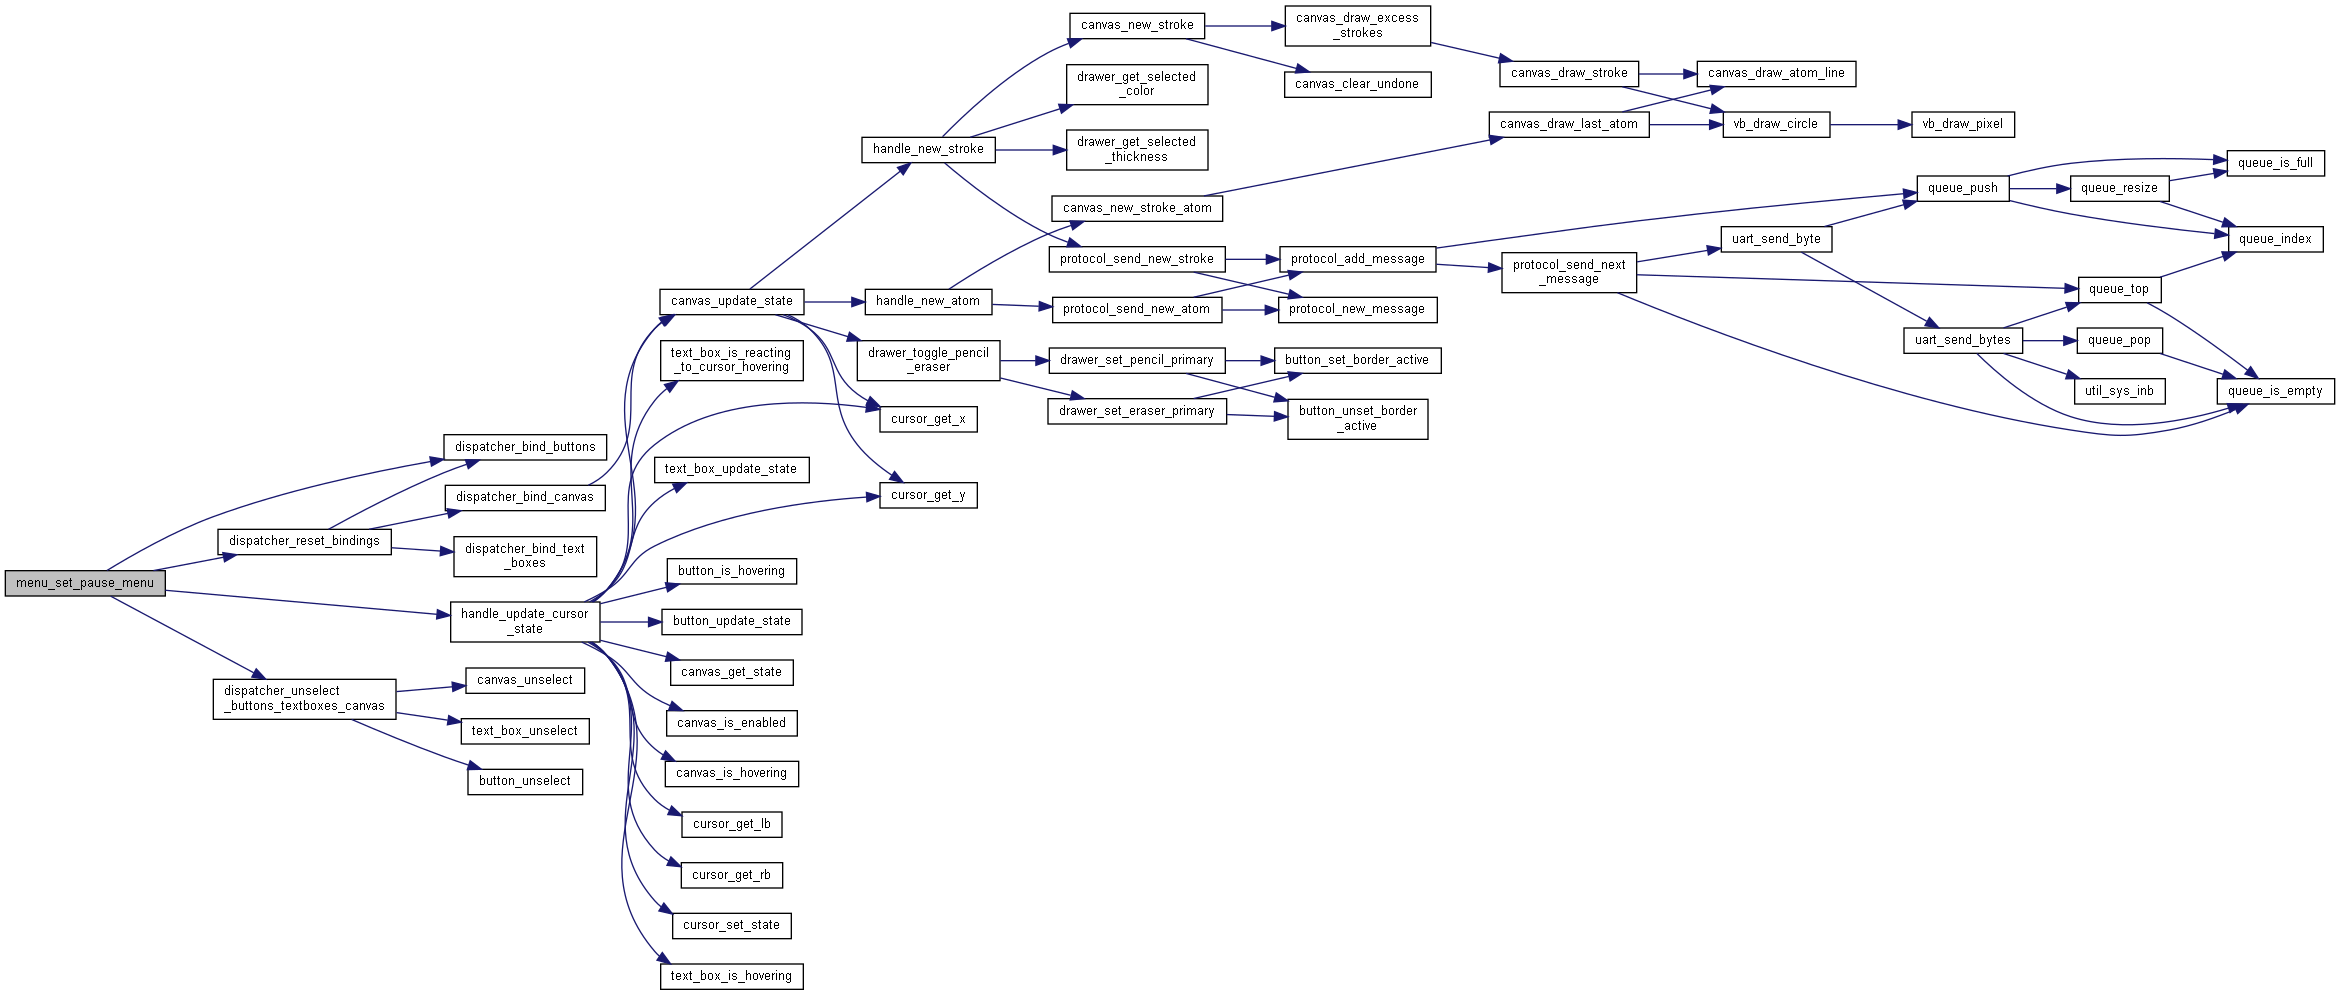 menu_set_pause_menu
dispatcher_bind_buttons
dispatcher_reset_bindings
dispatcher_bind_canvas
dispatcher_bind_text
_boxes
handle_update_cursor
_state
dispatcher_unselect
_buttons_textboxes_canvas
canvas_unselect
text_box_unselect
button_unselect
canvas_update_state
text_box_is_reacting
_to_cursor_hovering
text_box_update_state
button_is_hovering
button_update_state
canvas_get_state
canvas_is_enabled
canvas_is_hovering
cursor_get_lb
cursor_get_rb
cursor_set_state
text_box_is_hovering
handle_new_stroke
handle_new_atom
drawer_toggle_pencil
_eraser
cursor_get_x
cursor_get_y
canvas_new_stroke
drawer_get_selected
_color
drawer_get_selected
_thickness
canvas_new_stroke_atom
protocol_send_new_stroke
protocol_send_new_atom
drawer_set_pencil_primary
drawer_set_eraser_primary
canvas_draw_excess
_strokes
canvas_clear_undone
protocol_add_message
protocol_new_message
button_set_border_active
button_unset_border
_active
canvas_draw_stroke
canvas_draw_last_atom
protocol_send_next
_message
canvas_draw_atom_line
vb_draw_circle
uart_send_byte
vb_draw_pixel
queue_push
uart_send_bytes
queue_resize
queue_top
queue_pop
util_sys_inb
queue_is_full
queue_index
queue_is_empty